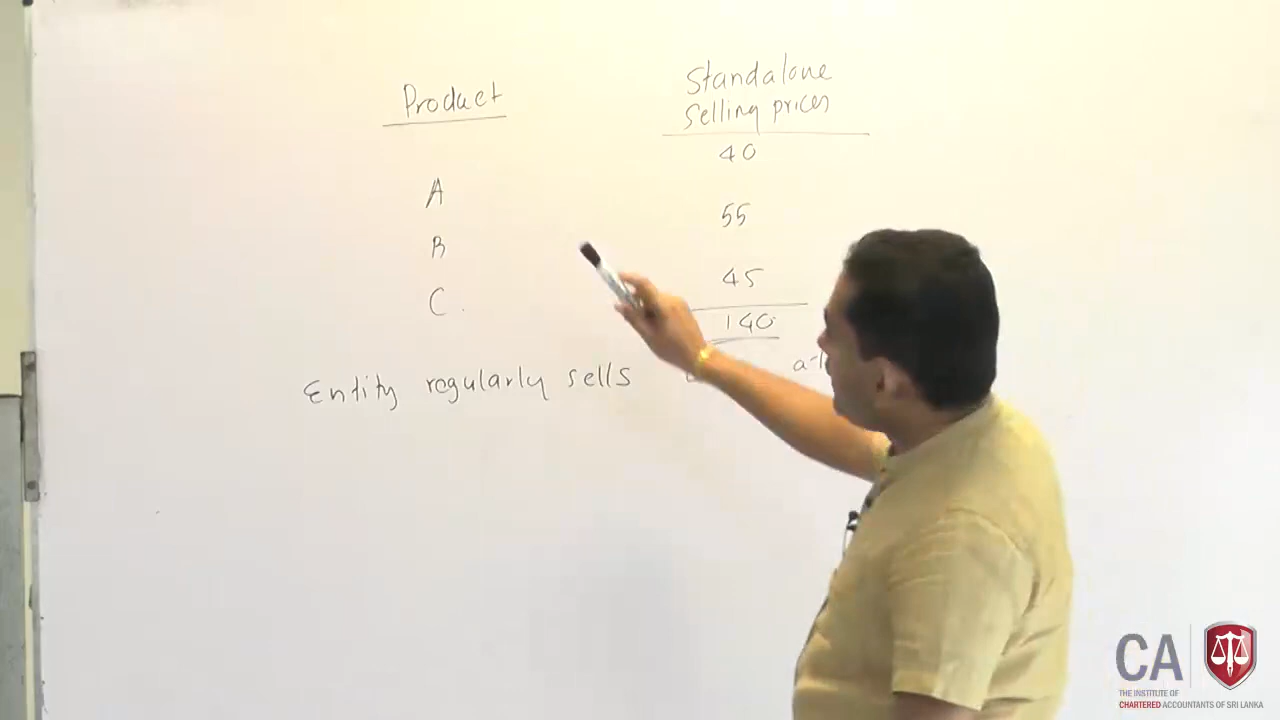 Product Standalone
selling prices
A 40
B 55
C. 45
140
Entity regularly sells
CA
THE INSTITUTE OF
CHARTERED ACCOUNTANTS OF SRI LANKA